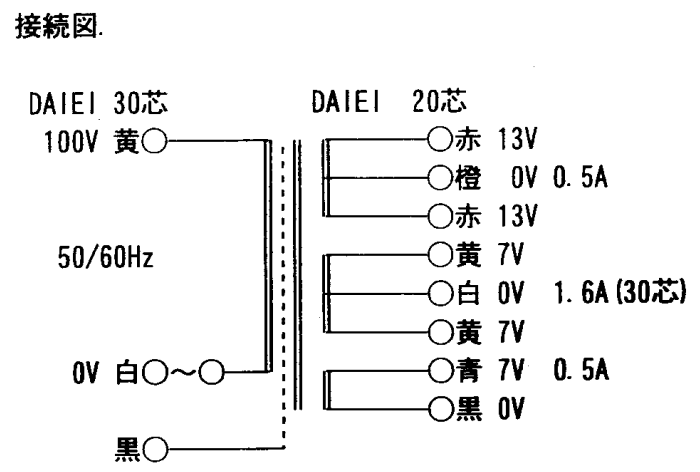 接続図.
DAIEI 30芯
DAIEI 20芯
100V 黄
赤 13V
橙 0V 0.5A
赤 13V
50/60Hz
黄 7V
白 0V 1.6A(30芯)
黄 7V
0V 白 〜
青 7V 0.5A
黒 0V
黒